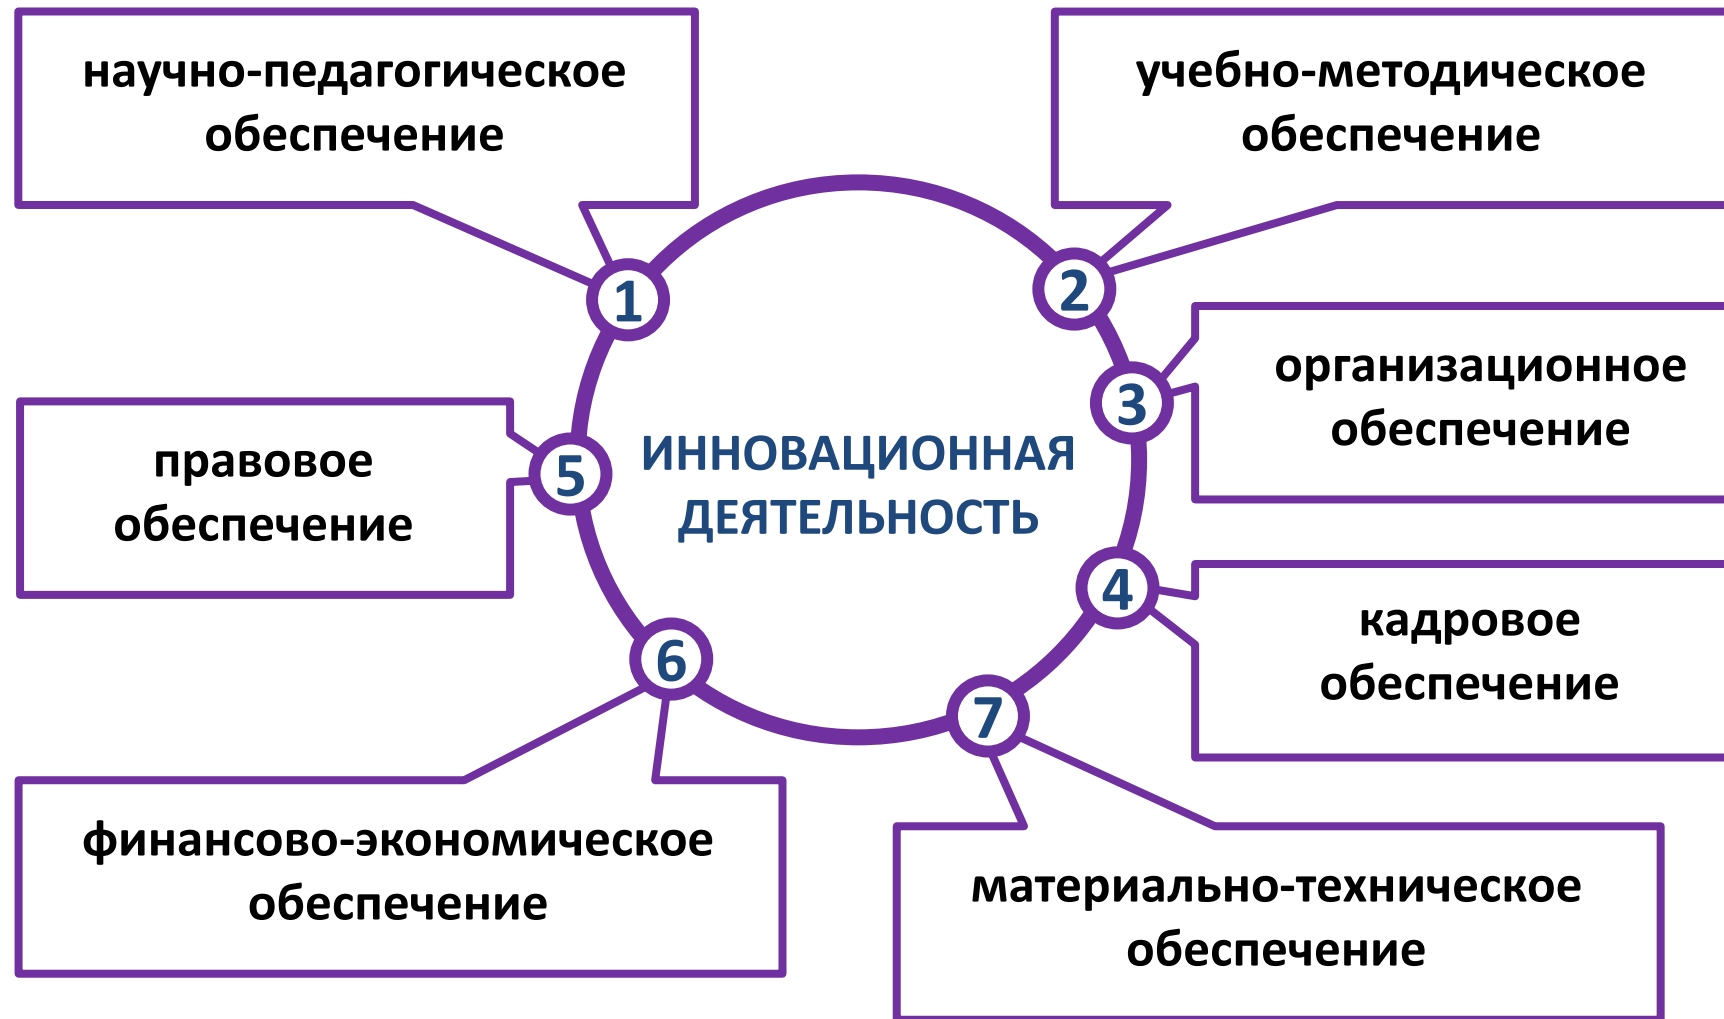 научно-педагогическое
обеспечение
1
учебно-методическое
обеспечение
2
организационное
обеспечение
3
ИННОВАЦИОННАЯ
ДЕЯТЕЛЬНОСТЬ
кадровое
обеспечение
4
правовое
обеспечение
5
финансово-экономическое
обеспечение
6
материально-техническое
обеспечение
7